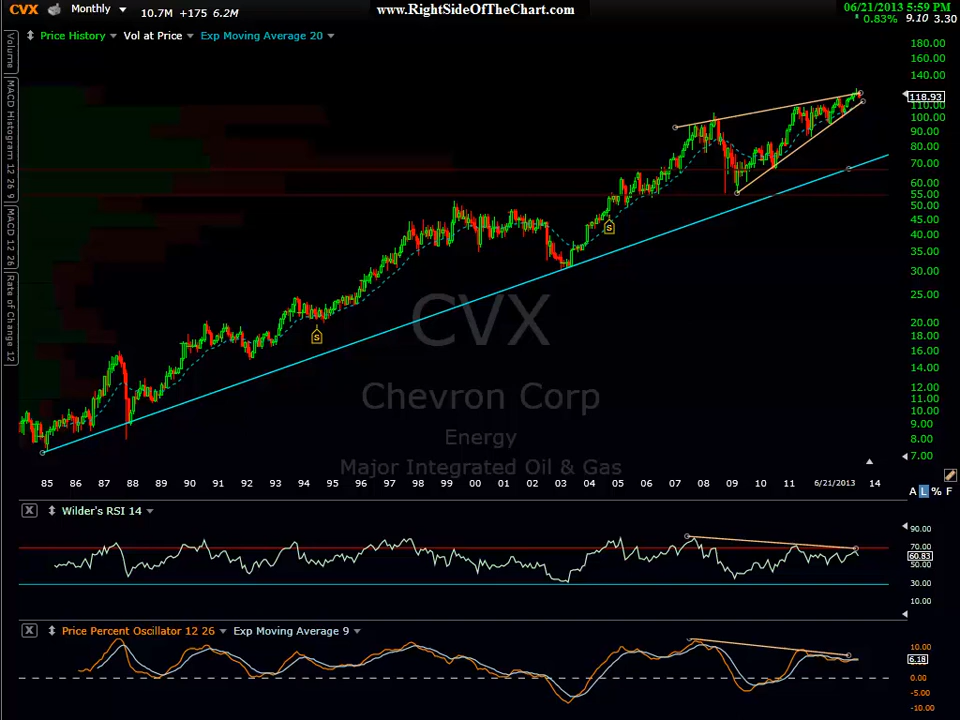 CVX Monthly 10.7M +175 6.2M www.RightSideOfTheChart.com 06/21/2013 5:59 PM
0.83% 9.10 3.30
Price History Vol at Price Exp Moving Average 20
Volume
MACD Histogram 12 26 9
MACD 12 26
Rate of Change 12
180.00
160.00
140.00
118.93
110.00
100.00
90.00
80.00
70.00
60.00
55.00
50.00
45.00
40.00
35.00
30.00
25.00
20.00
18.00
16.00
14.00
12.00
11.00
10.00
9.00
8.00
7.00
S
S
CVX
Chevron Corp
Energy
Major Integrated Oil & Gas
85 86 87 88 89 90 91 92 93 94 95 96 97 98 99 00 01 02 03 04 05 06 07 08 09 10 11 6/21/2013 14
A L % F
X Wilder's RSI 14
90.00
70.00
60.83
50.00
30.00
10.00
X Price Percent Oscillator 12 26 Exp Moving Average 9
10.00
6.18
0.00
-5.00
-10.00